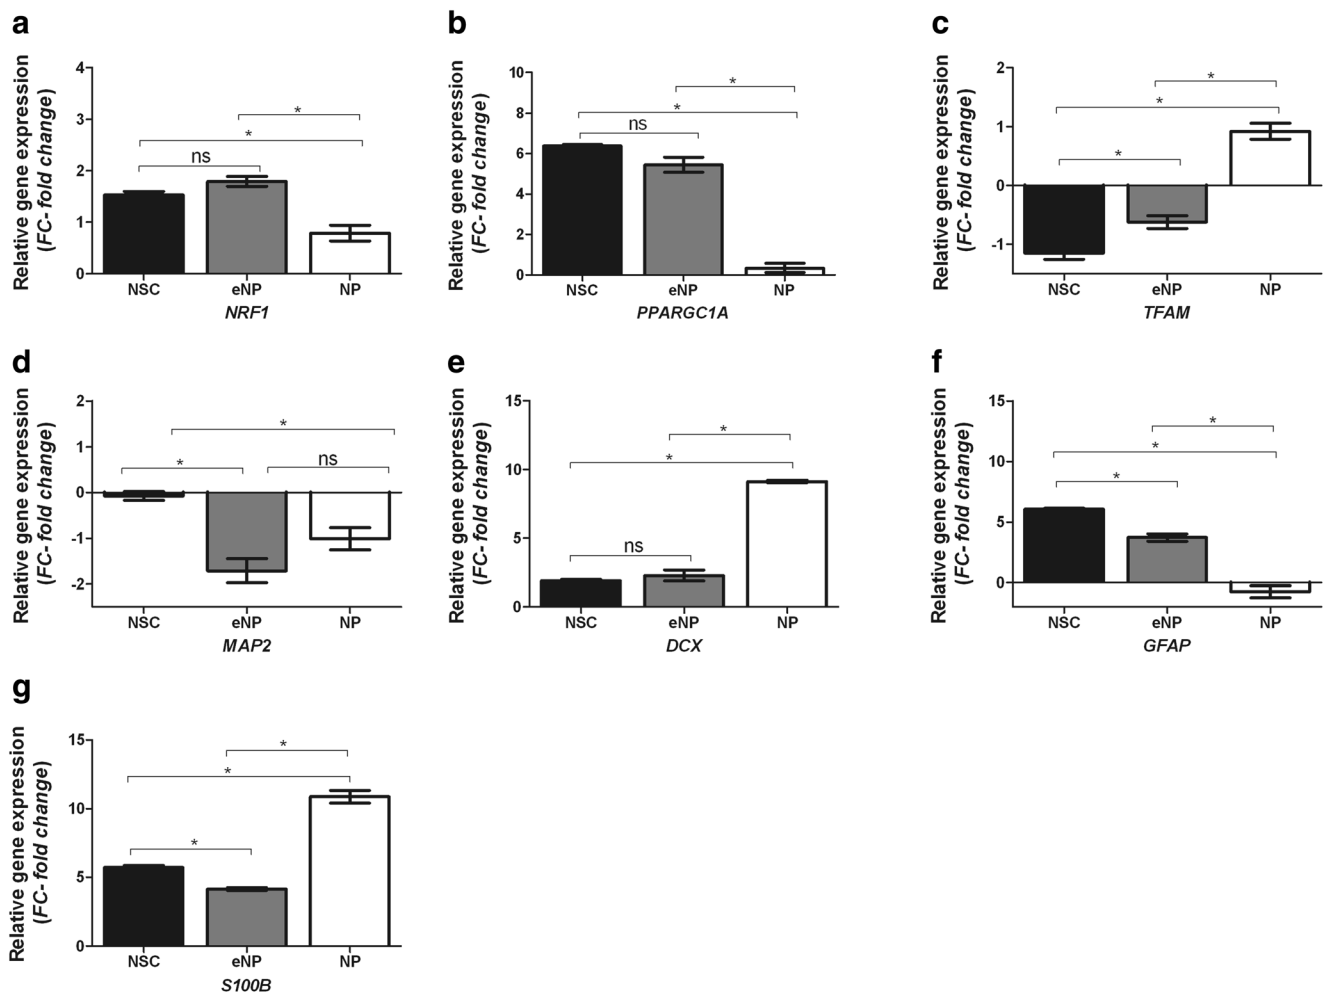 a
Relative gene expression
(FC- fold change)
4
3
2
1
0
*
*
ns
NSC eNP NP
NRF1
b
Relative gene expression
(FC- fold change)
10
8
6
4
2
0
*
*
ns
NSC eNP NP
PPARGC1A
c
Relative gene expression
(FC- fold change)
2
1
0
-1
*
*
*
NSC eNP NP
TFAM
d
Relative gene expression
(FC- fold change)
2
1
0
-1
-2
*
*
ns
NSC eNP NP
MAP2
e
Relative gene expression
(FC- fold change)
15
10
5
0
*
*
ns
NSC eNP NP
DCX
f
Relative gene expression
(FC- fold change)
15
10
5
0
*
*
*
NSC eNP NP
GFAP
g
Relative gene expression
(FC- fold change)
15
10
5
0
*
*
*
NSC eNP NP
S100B